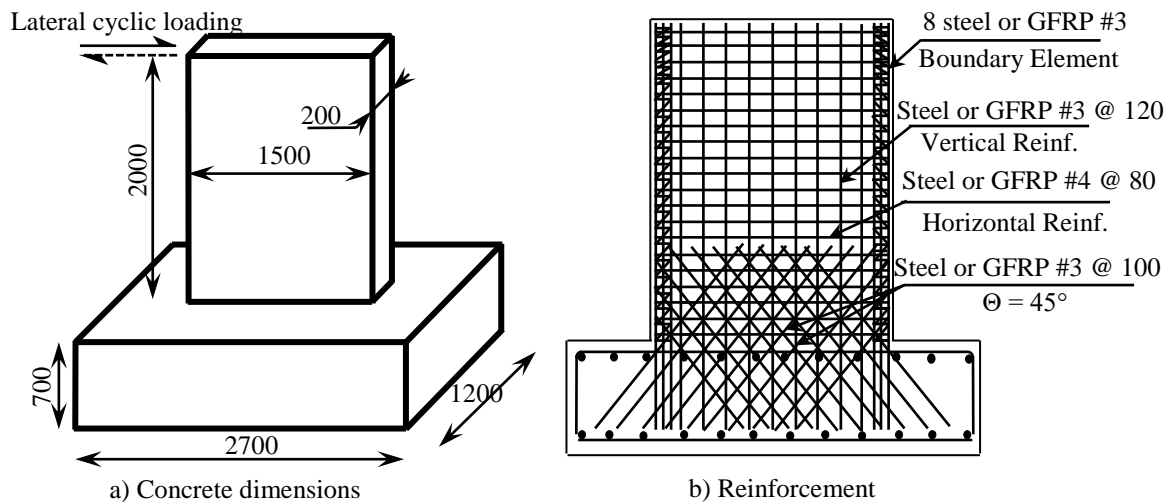 Lateral cyclic loading
200
1500
2000
700
1200
2700
a) Concrete dimensions
8 steel or GFRP #3
Boundary Element
Steel or GFRP #3 @ 120
Vertical Reinf.
Steel or GFRP #4 @ 80
Horizontal Reinf.
Steel or GFRP #3 @ 100
Θ = 45°
b) Reinforcement